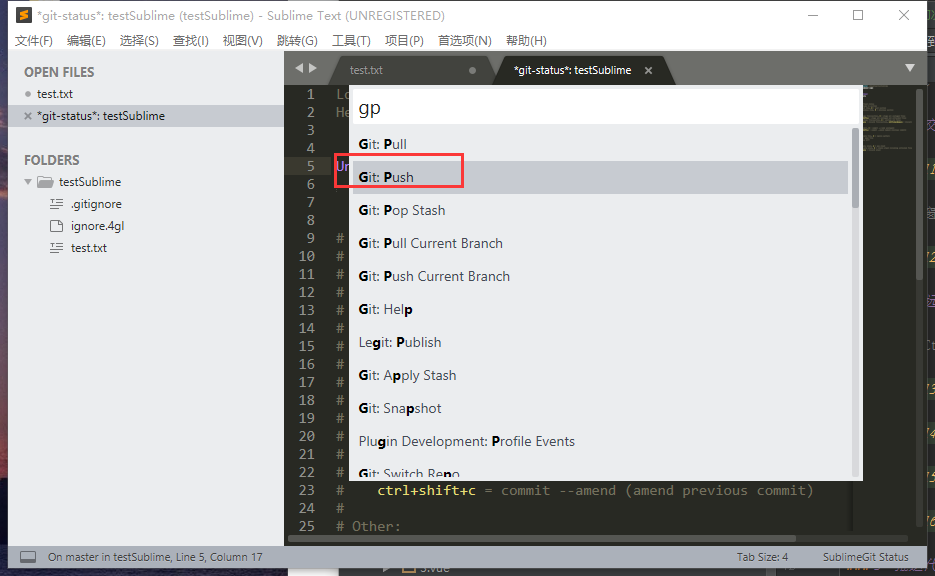 *git-status*: testSublime (testSublime) - Sublime Text (UNREGISTERED)
文件(F) 编辑(E) 选择(S) 查找(I) 视图(V) 跳转(G) 工具(T) 项目(P) 首选项(N) 帮助(H)
OPEN FILES
test.txt
*git-status*: testSublime
FOLDERS
testSublime
.gitignore
ignore.4gl
test.txt
test.txt
*git-status*: testSublime
gp
Git: Pull
Git: Push
Git: Pop Stash
Git: Pull Current Branch
Git: Push Current Branch
Git: Help
Legit: Publish
Git: Apply Stash
Git: Snapshot
Plugin Development: Profile Events
Git: Switch Repo
1 Lo
2 He
3
4
5 Un
6
7
8
9 #
10 #
11 #
12 #
13 #
14 #
15 #
16 #
17 #
18 #
19 #
20 #
21 #
22 #
23 # ctrl+shift+c = commit --amend (amend previous commit)
24 #
25 # Other:
On master in testSublime, Line 5, Column 17
Tab Size: 4
SublimeGit Status